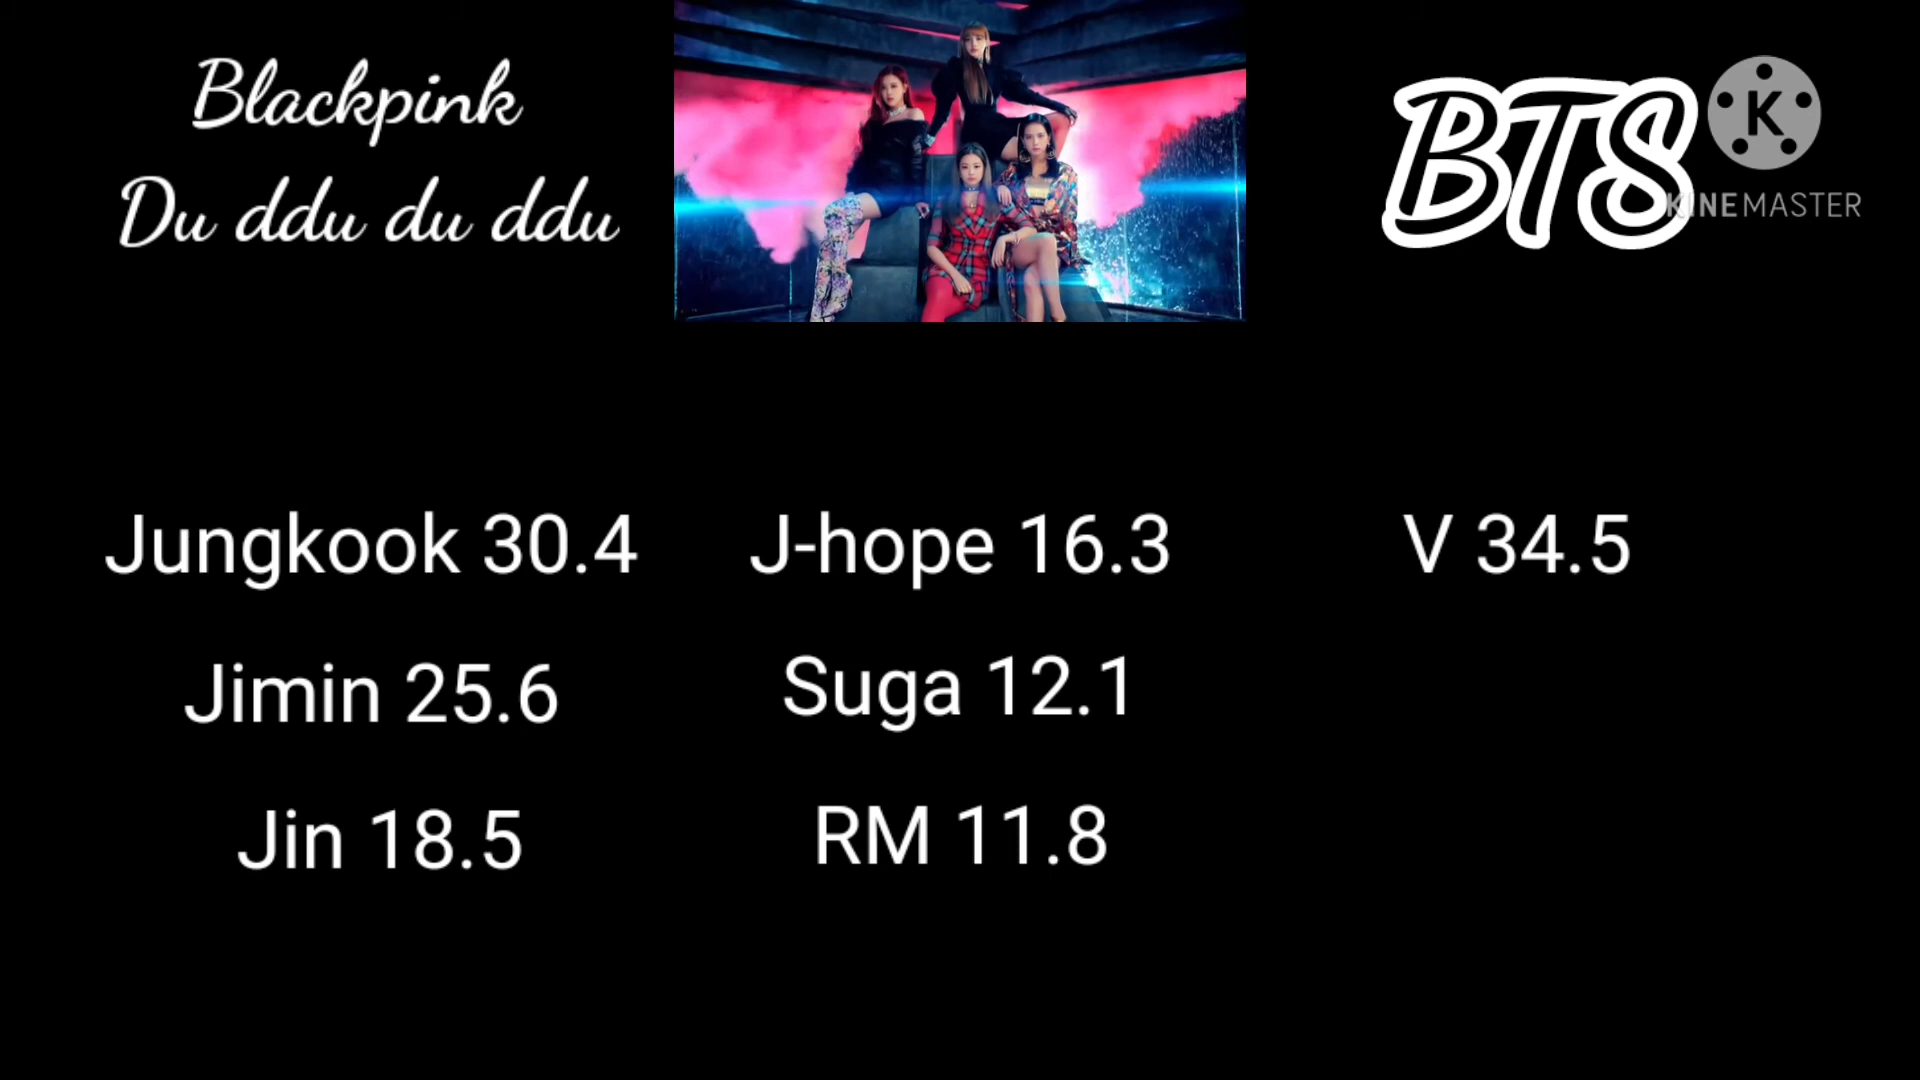 Blackpink
Du ddu du ddu
BTS
K
KINEMASTER
Jungkook 30.4
J-hope 16.3
V 34.5
Jimin 25.6
Suga 12.1
Jin 18.5
RM 11.8